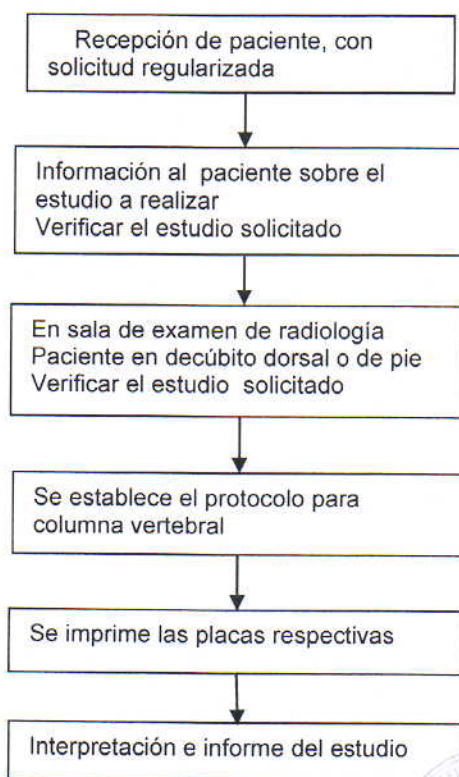 Recepción de paciente, con
solicitud regularizada
Información al paciente sobre el
estudio a realizar
Verificar el estudio solicitado
En sala de examen de radiología
Paciente en decúbito dorsal o de pie
Verificar el estudio solicitado
Se establece el protocolo para
columna vertebral
Se imprime las placas respectivas
Interpretación e informe del estudio